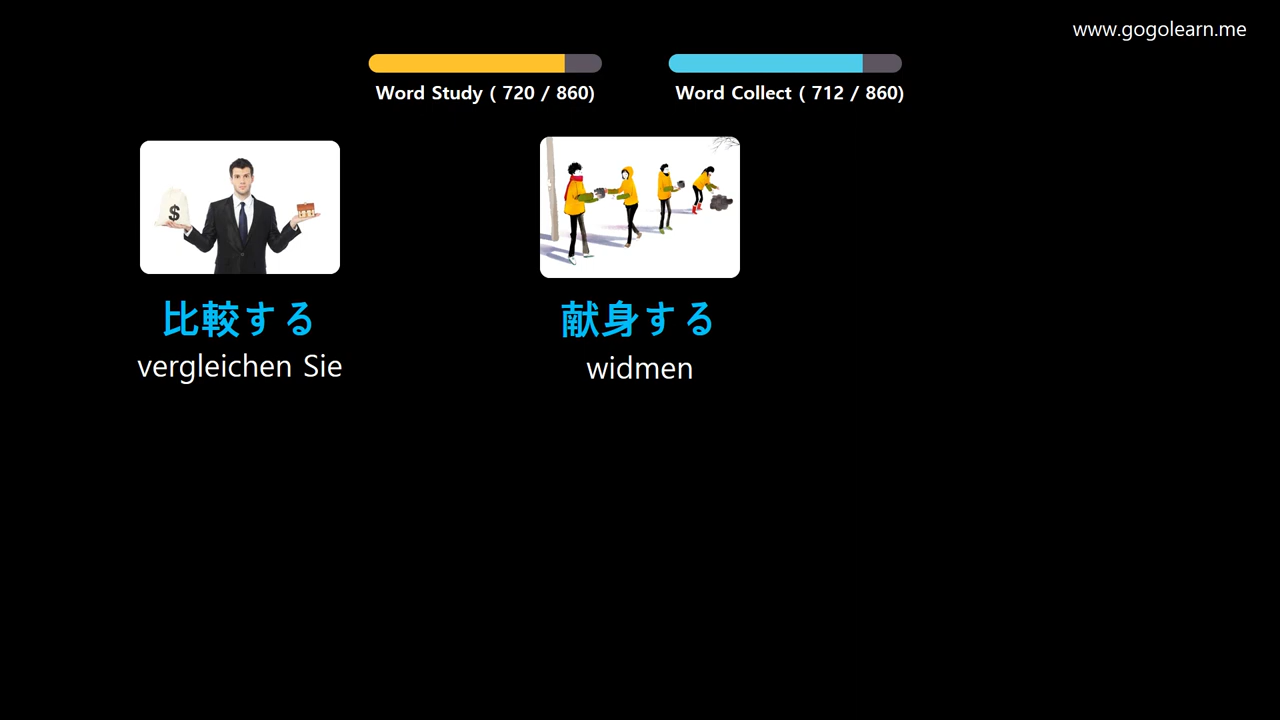 www.gogolearn.me
Word Study ( 720 / 860)
Word Collect ( 712 / 860)
$
比較する
献身する
vergleichen Sie
widmen